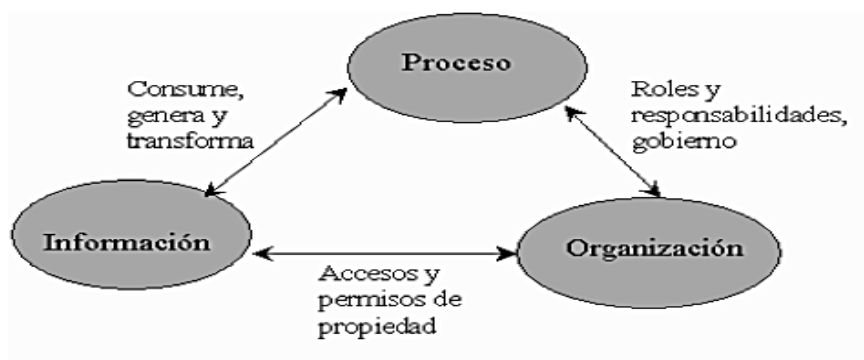 Proceso
Consume,
genera y
transforma
Roles y
responsabilidades,
gobierno
Información
Organización
Accesos y
permisos de
propiedad